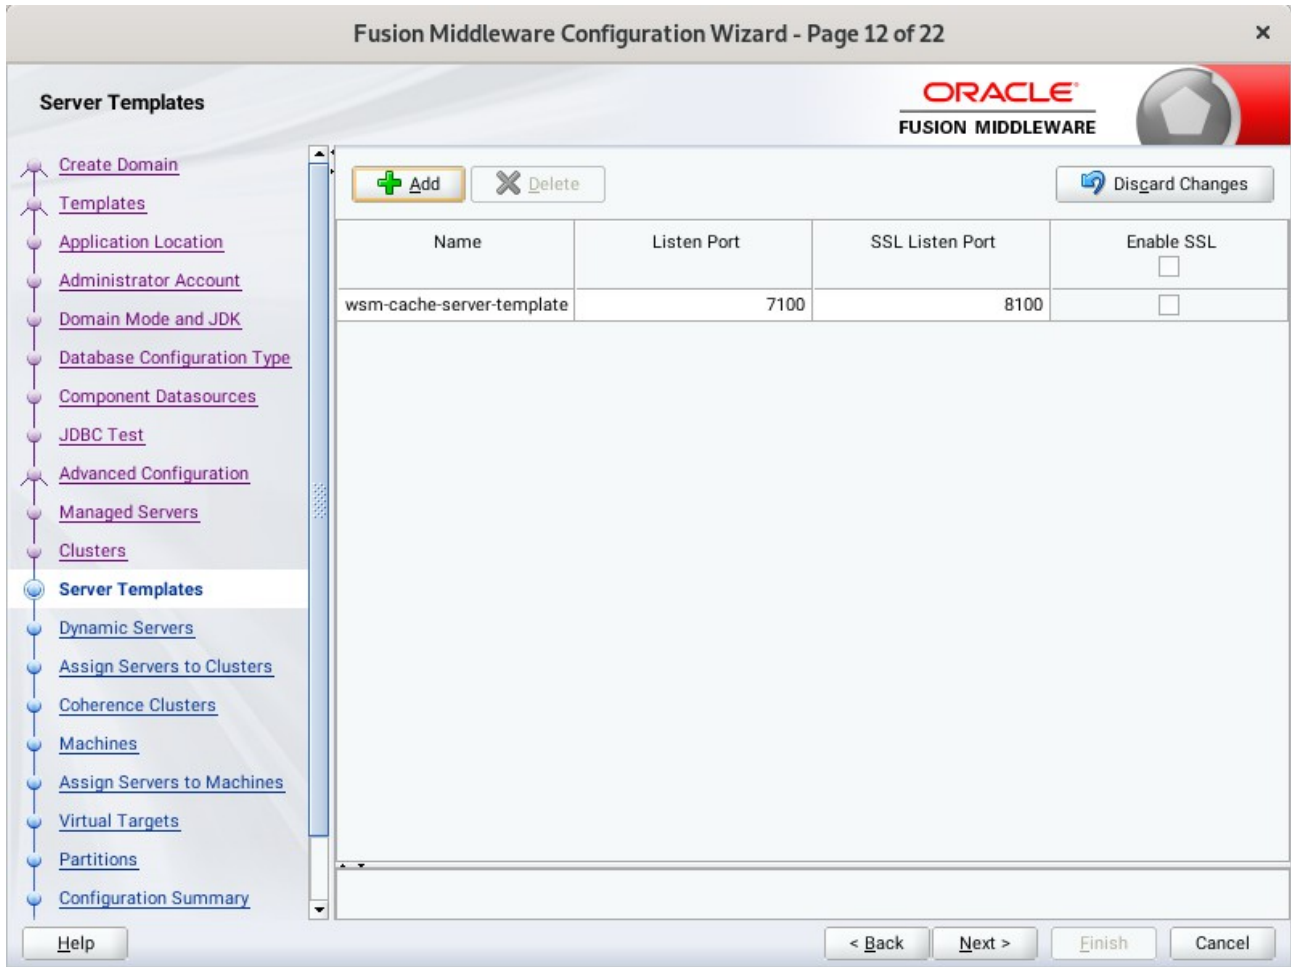 Fusion Middleware Configuration Wizard - Page 12 of 22
×
Server Templates
ORACLE
FUSION MIDDLEWARE
Create Domain
Templates
Application Location
Administrator Account
Domain Mode and JDK
Database Configuration Type
Component Datasources
JDBC Test
Advanced Configuration
Managed Servers
Clusters
Server Templates
Dynamic Servers
Assign Servers to Clusters
Coherence Clusters
Machines
Assign Servers to Machines
Virtual Targets
Partitions
Configuration Summary
Add Delete Discard Changes
Name Listen Port SSL Listen Port Enable SSL
wsm-cache-server-template 7100 8100
Help < Back Next > Finish Cancel